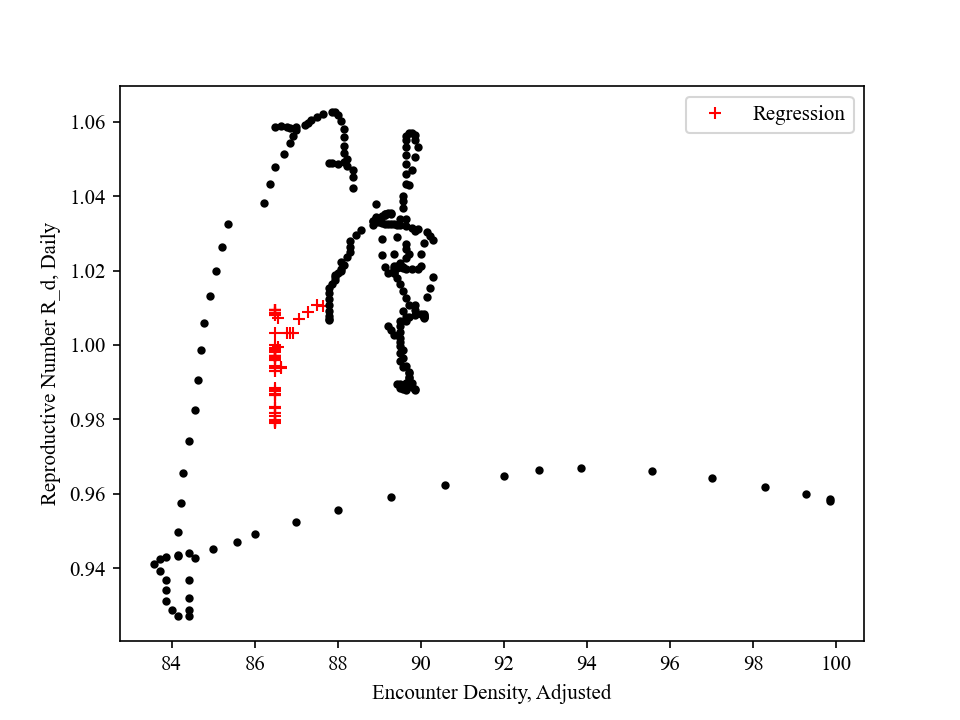 Regression
1.06
1.04
1.02
1.00
0.98
0.96
0.94
Reproductive Number R_d, Daily
84 86 88 90 92 94 96 98 100
Encounter Density, Adjusted